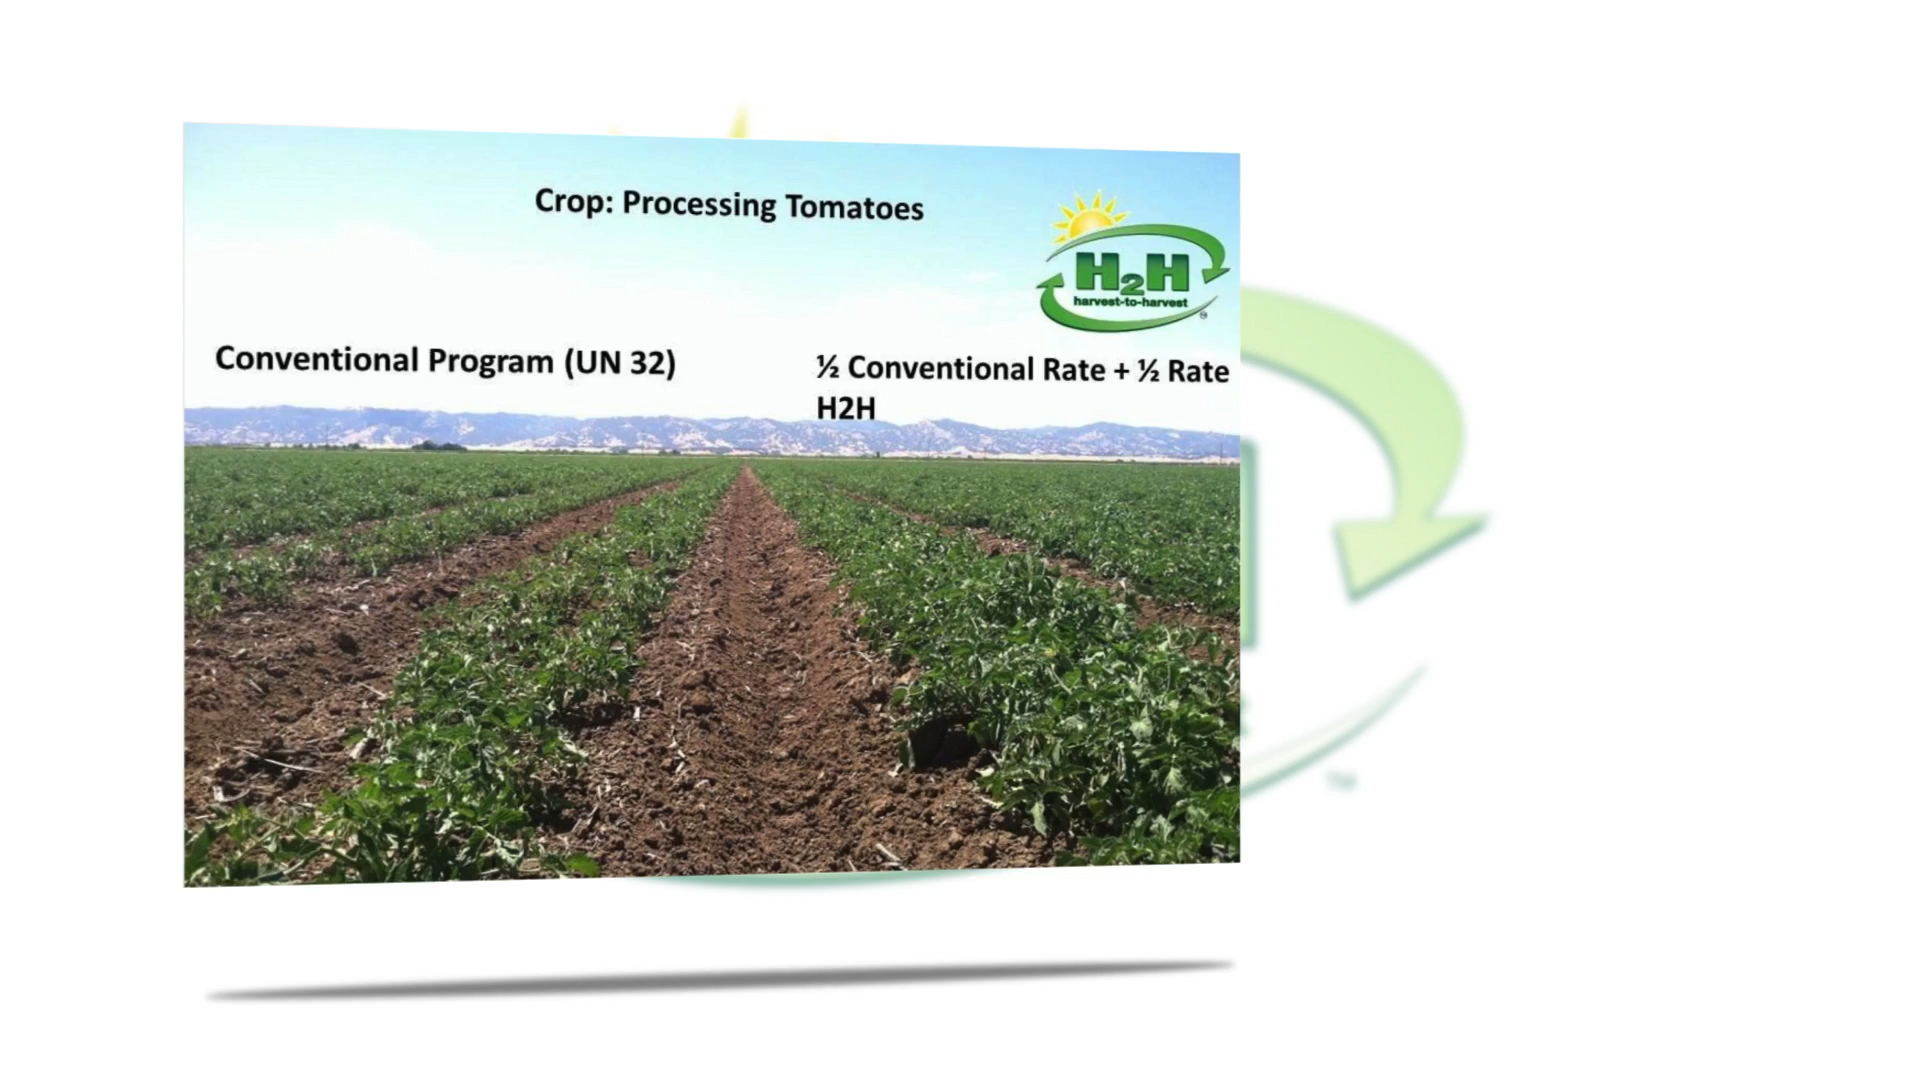 Crop: Processing Tomatoes
H2H
harvest-to-harvest
Conventional Program (UN 32)
½ Conventional Rate + ½ Rate
H2H